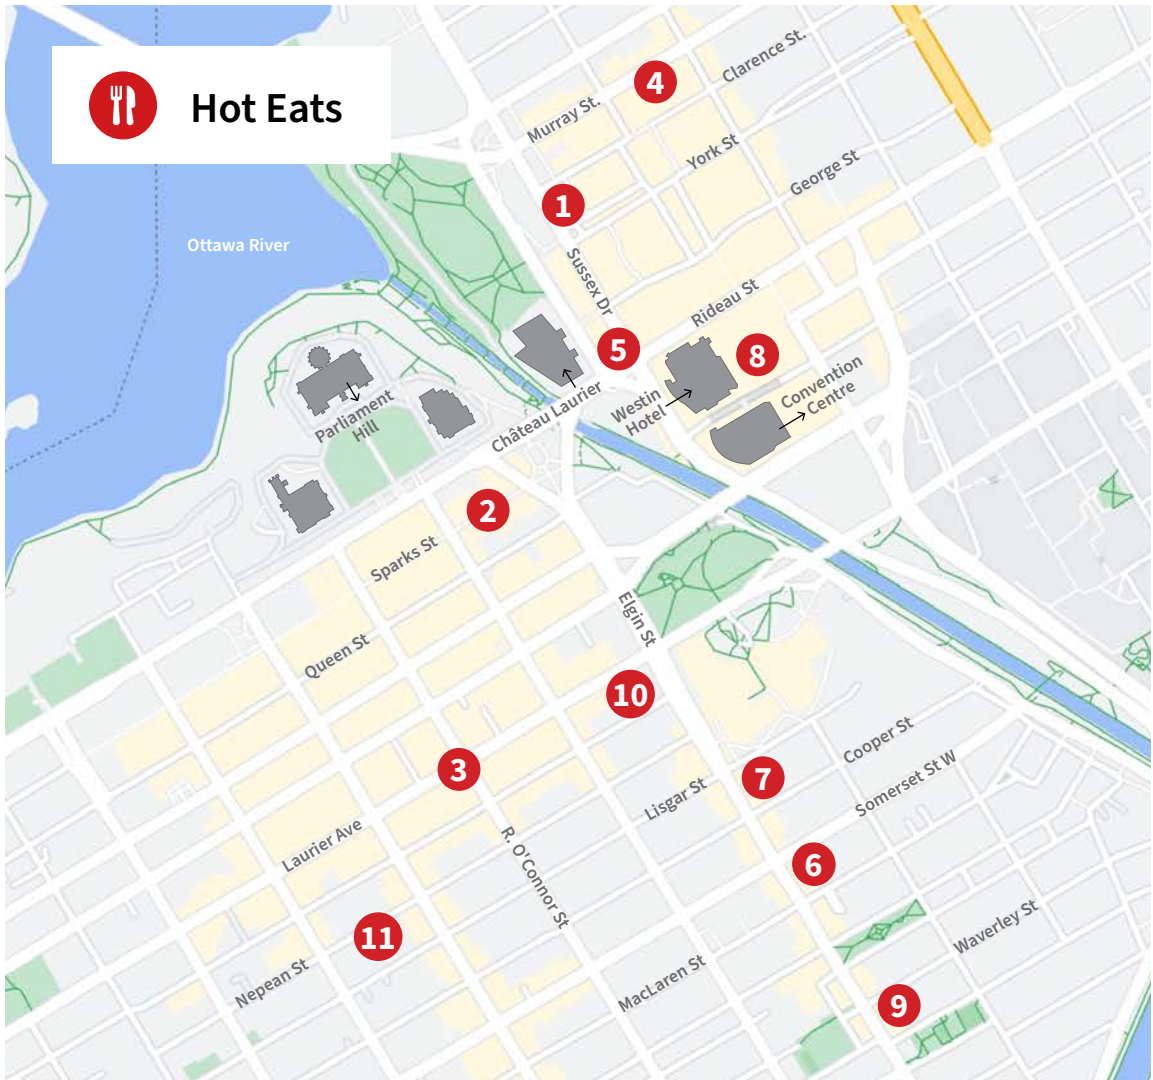 Hot Eats
4
Clarence St.
Murray St.
York St
George St
1
Ottawa River
Sussex Dr
Rideau St
5
8
Convention
Centre
Westin
Hotel
Parliament
Hill
Château Laurier
2
Sparks St
Elgin St
Queen St
10
Cooper St
3
7
Somerset St W
Lisgar St
Laurier Ave
R. O'Connor St
6
11
Waverley St
Nepean St
MacLaren St
9